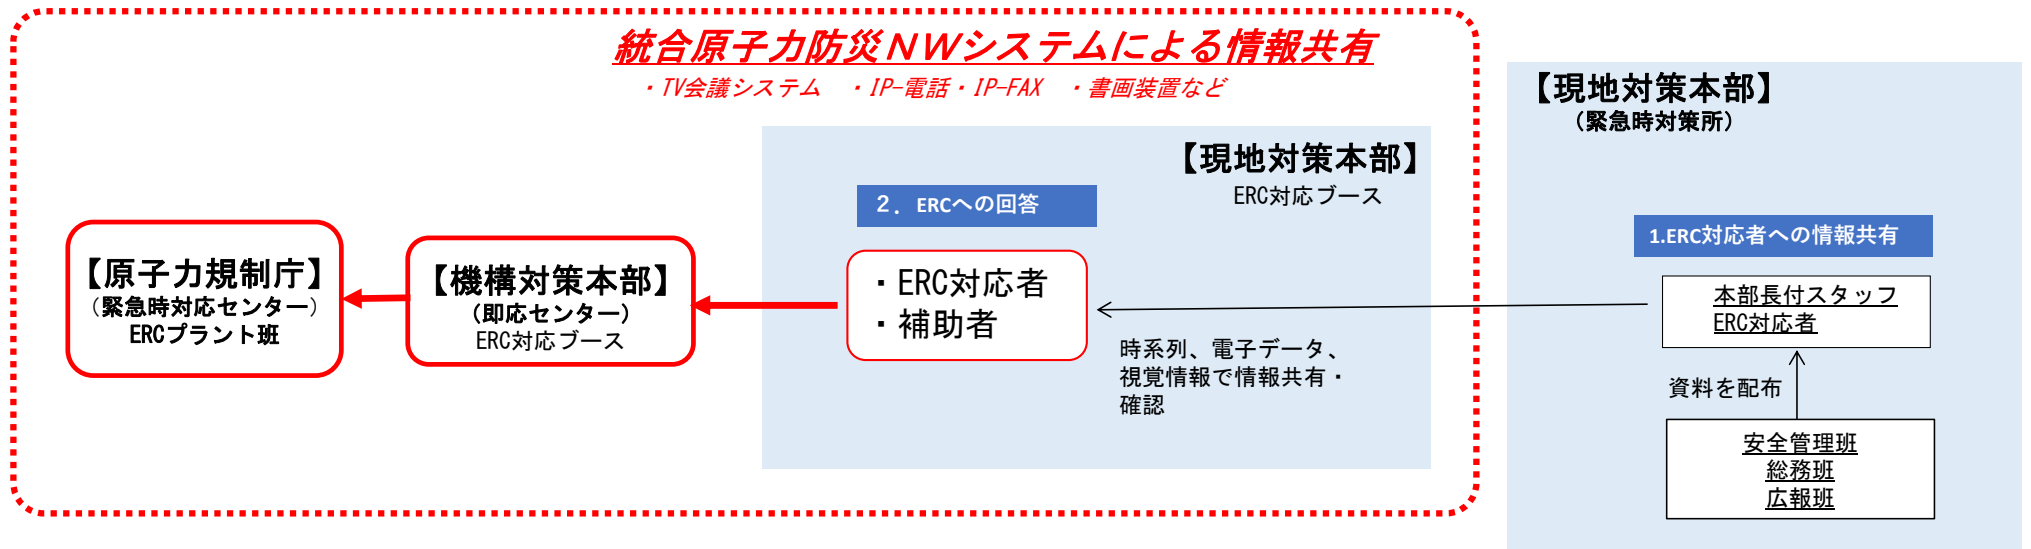 統合原子力防災NWシステムによる情報共有
・TV会議システム　・IP-電話・IP-FAX　・書画装置など
【現地対策本部】
（緊急時対策所）
【現地対策本部】
ERC対応ブース
２．ERCへの回答
1.ERC対応者への情報共有
【原子力規制庁】
（緊急時対応センター）
ERCプラント班
【機構対策本部】
（即応センター）
ERC対応ブース
・ERC対応者
・補助者
本部長付スタッフ
ERC対応者
時系列、電子データ、
視覚情報で情報共有・
確認
資料を配布
安全管理班
総務班
広報班